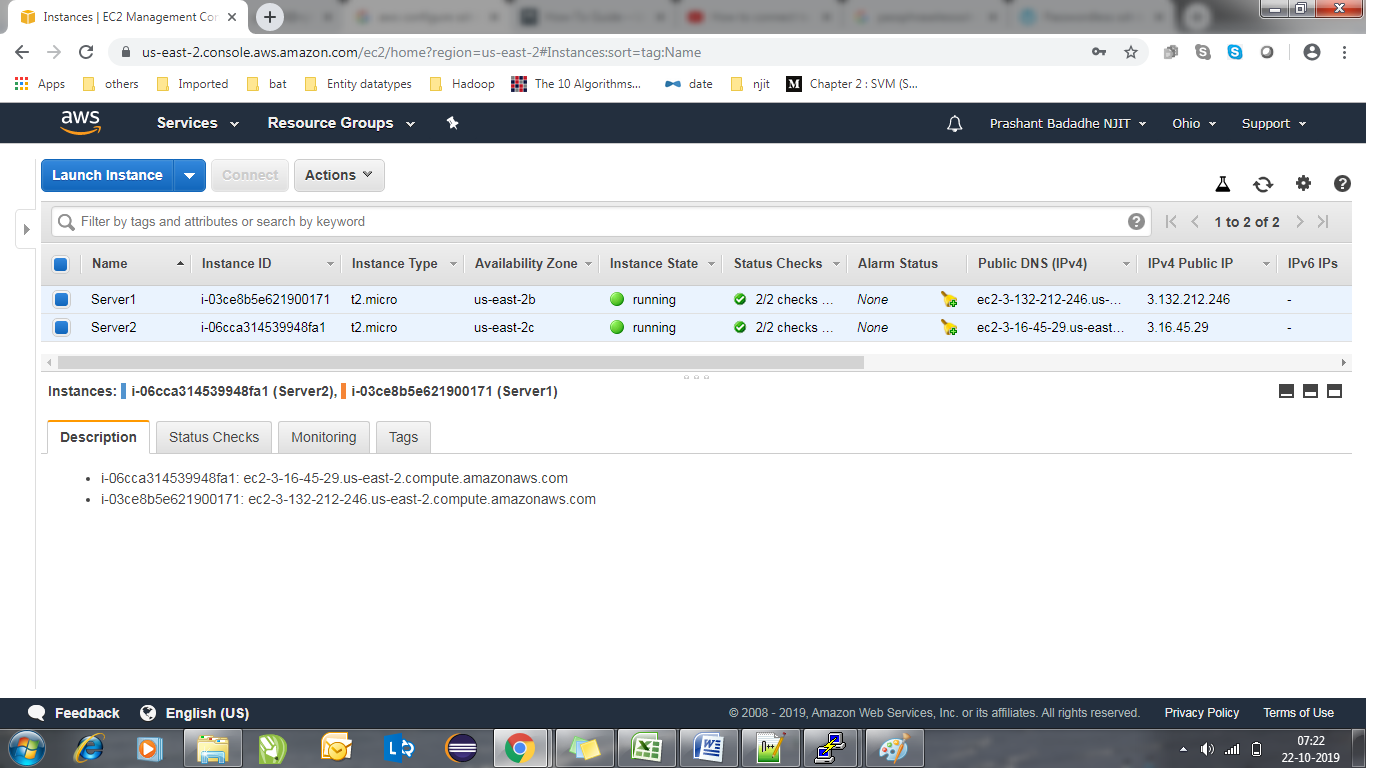 Instances | EC2 Management Con
us-east-2.console.aws.amazon.com/ec2/home?region=us-east-2#Instances:sort=tag:Name
Apps others Imported bat Entity datatypes Hadoop The 10 Algorithms... date njit M Chapter 2 : SVM (S...
aws Services Resource Groups Prashant Badadhe NJIT Ohio Support
Launch Instance Connect Actions
Filter by tags and attributes or search by keyword 1 to 2 of 2
Name Instance ID Instance Type Availability Zone Instance State Status Checks Alarm Status Public DNS (IPv4) IPv4 Public IP IPv6 IPs
Server1 i-03ce8b5e621900171 t2.micro us-east-2b running 2/2 checks ... None ec2-3-132-212-246.us-... 3.132.212.246 -
Server2 i-06cca314539948fa1 t2.micro us-east-2c running 2/2 checks ... None ec2-3-16-45-29.us-east... 3.16.45.29 -
Instances: i-06cca314539948fa1 (Server2), i-03ce8b5e621900171 (Server1)
Description Status Checks Monitoring Tags
• i-06cca314539948fa1: ec2-3-16-45-29.us-east-2.compute.amazonaws.com
• i-03ce8b5e621900171: ec2-3-132-212-246.us-east-2.compute.amazonaws.com
Feedback English (US) © 2008 - 2019, Amazon Web Services, Inc. or its affiliates. All rights reserved. Privacy Policy Terms of Use
07:22
22-10-2019